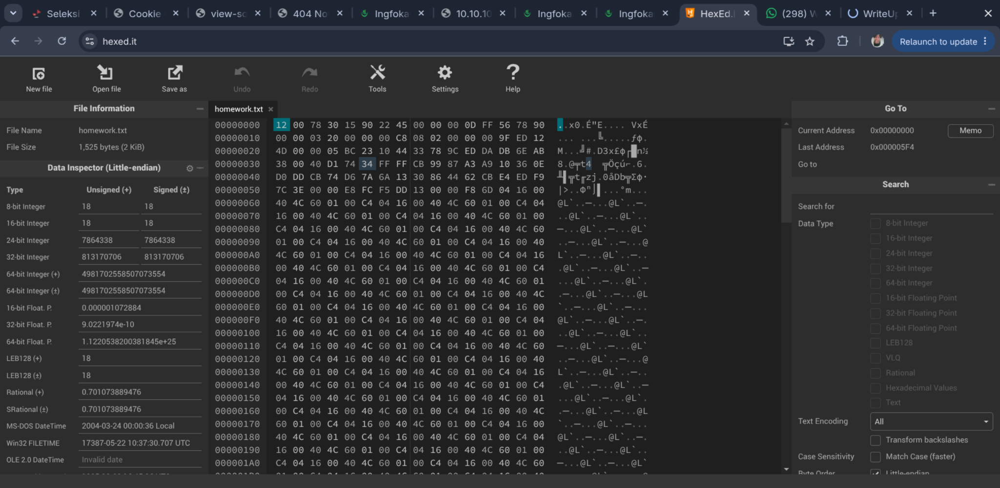 Seleksi
Cookie
view-so
404 No
Ingfoka
10.10.10
Ingfoka
Ingfoka
HexEd.
(298) W
WriteUp
hexed.it
Relaunch to update
New file
Open file
Save as
Undo
Redo
Tools
Settings
Help
File Information
File Name homework.txt
File Size 1,525 bytes (2 KiB)
Data Inspector (Little-endian)
Type Unsigned (+) Signed (±)
8-bit Integer 18 18
16-bit Integer 18 18
24-bit Integer 7864338 7864338
32-bit Integer 813170706 813170706
64-bit Integer (+) 4981702558507073554
64-bit Integer (±) 4981702558507073554
16-bit Float. P. 0.000001072884
32-bit Float. P. 9.0221974e-10
64-bit Float. P. 1.1220538200381845e+25
LEB128 (+) 18
LEB128 (±) 18
Rational (+) 0.701073889476
SRational (±) 0.701073889476
MS-DOS DateTime 2004-03-24 00:00:36 Local
Win32 FILETIME 17387-05-22 10:37:30.707 UTC
OLE 2.0 DateTime Invalid date
homework.txt
00000000 12 00 78 30 15 90 22 45 00 00 00 0D FF 56 78 90 ..x0.É"E.... VxÉ
00000010 00 00 03 20 00 00 00 C8 08 02 00 00 00 9F ED 12 ... ...╚.....ƒφ.
00000020 4D 00 00 05 BC 23 10 44 33 78 9C ED DA DB 6E AB M...╝#.D3x£φ┌█n½
00000030 38 00 40 D1 74 34 FF FF CB 99 87 A3 A9 10 36 0E 8.@╤t4  ╦Öçú⌐.6.
00000040 D0 DD CB 74 D6 7A 6A 13 30 86 44 62 CB E4 ED F9 ╨▌╦t╓zj.0åDb╦Σφ∙
00000050 7C 3E 00 00 E8 FC F5 DD 13 00 00 F8 6D 04 16 00 |>..Φⁿ⌡▌...°m...
00000060 40 4C 60 01 00 C4 04 16 00 40 4C 60 01 00 C4 04 @L`..─...@L`..─.
00000070 16 00 40 4C 60 01 00 C4 04 16 00 40 4C 60 01 00 ..@L`..─...@L`..
00000080 C4 04 16 00 40 4C 60 01 00 C4 04 16 00 40 4C 60 ─...@L`..─...@L`
00000090 01 00 C4 04 16 00 40 4C 60 01 00 C4 04 16 00 40 ..─...@L`..─...@
000000A0 4C 60 01 00 C4 04 16 00 40 4C 60 01 00 C4 04 16 L`..─...@L`..─..
000000B0 00 40 4C 60 01 00 C4 04 16 00 40 4C 60 01 00 C4 .@L`..─...@L`..─
000000C0 04 16 00 40 4C 60 01 00 C4 04 16 00 40 4C 60 01 ...@L`..─...@L`.
000000D0 00 C4 04 16 00 40 4C 60 01 00 C4 04 16 00 40 4C .─...@L`..─...@L
000000E0 60 01 00 C4 04 16 00 40 4C 60 01 00 C4 04 16 00 `..─...@L`..─...
000000F0 40 4C 60 01 00 C4 04 16 00 40 4C 60 01 00 C4 04 @L`..─...@L`..─.
00000100 16 00 40 4C 60 01 00 C4 04 16 00 40 4C 60 01 00 ..@L`..─...@L`..
00000110 C4 04 16 00 40 4C 60 01 00 C4 04 16 00 40 4C 60 ─...@L`..─...@L`
00000120 01 00 C4 04 16 00 40 4C 60 01 00 C4 04 16 00 40 ..─...@L`..─...@
00000130 4C 60 01 00 C4 04 16 00 40 4C 60 01 00 C4 04 16 L`..─...@L`..─..
00000140 00 40 4C 60 01 00 C4 04 16 00 40 4C 60 01 00 C4 .@L`..─...@L`..─
00000150 04 16 00 40 4C 60 01 00 C4 04 16 00 40 4C 60 01 ...@L`..─...@L`.
00000160 00 C4 04 16 00 40 4C 60 01 00 C4 04 16 00 40 4C .─...@L`..─...@L
00000170 60 01 00 C4 04 16 00 40 4C 60 01 00 C4 04 16 00 `..─...@L`..─...
00000180 40 4C 60 01 00 C4 04 16 00 40 4C 60 01 00 C4 04 @L`..─...@L`..─.
00000190 16 00 40 4C 60 01 00 C4 04 16 00 40 4C 60 01 00 ..@L`..─...@L`..
000001A0 C4 04 16 00 40 4C 60 01 00 C4 04 16 00 40 4C 60 ─...@L`..─...@L`
Go To
Current Address 0x00000000 Memo
Last Address 0x000005F4
Go to
Search
Search for
Data Type 8-bit Integer
16-bit Integer
24-bit Integer
32-bit Integer
64-bit Integer
16-bit Floating Point
32-bit Floating Point
64-bit Floating Point
LEB128
VLQ
Rational
Hexadecimal Values
Text
Text Encoding All
Transform backslashes
Case Sensitivity Match Case (faster)
Byte Order Little-endian